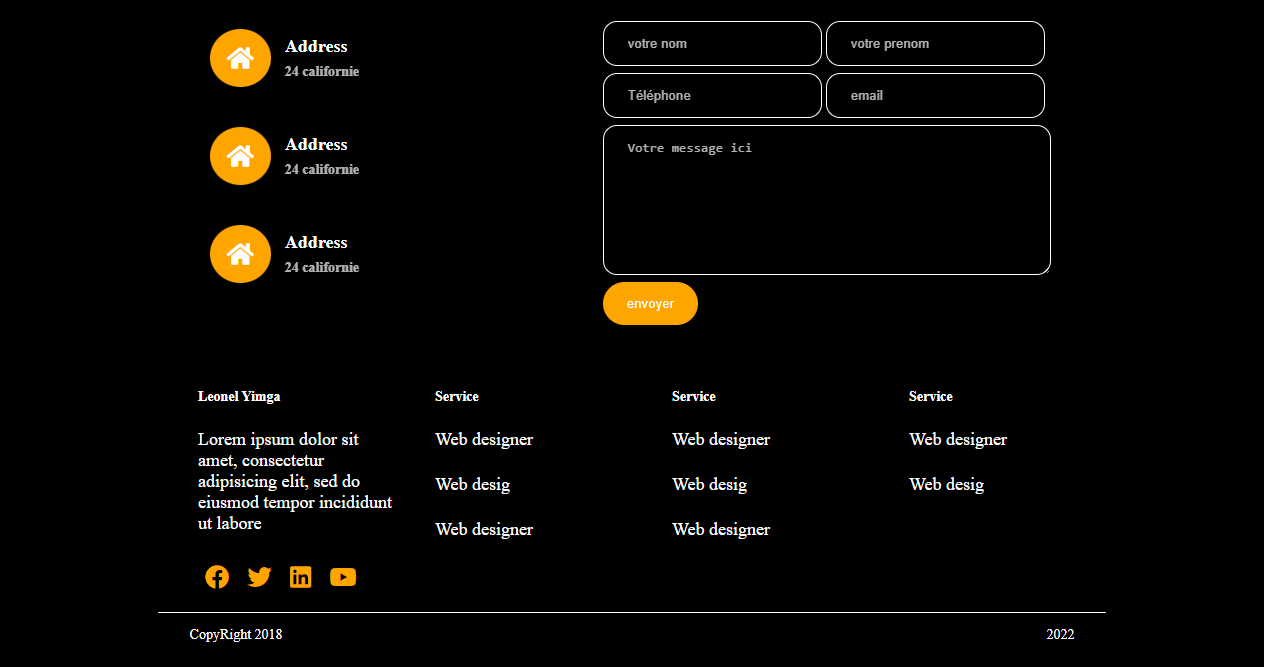 Address
24 californie
Address
24 californie
Address
24 californie
votre nom
votre prenom
Téléphone
email
Votre message ici
envoyer
Leonel Yimga
Lorem ipsum dolor sit
amet, consectetur
adipisicing elit, sed do
eiusmod tempor incididunt
ut labore
Service
Web designer
Web desig
Web designer
Service
Web designer
Web desig
Web designer
Service
Web designer
Web desig
CopyRight 2018
2022